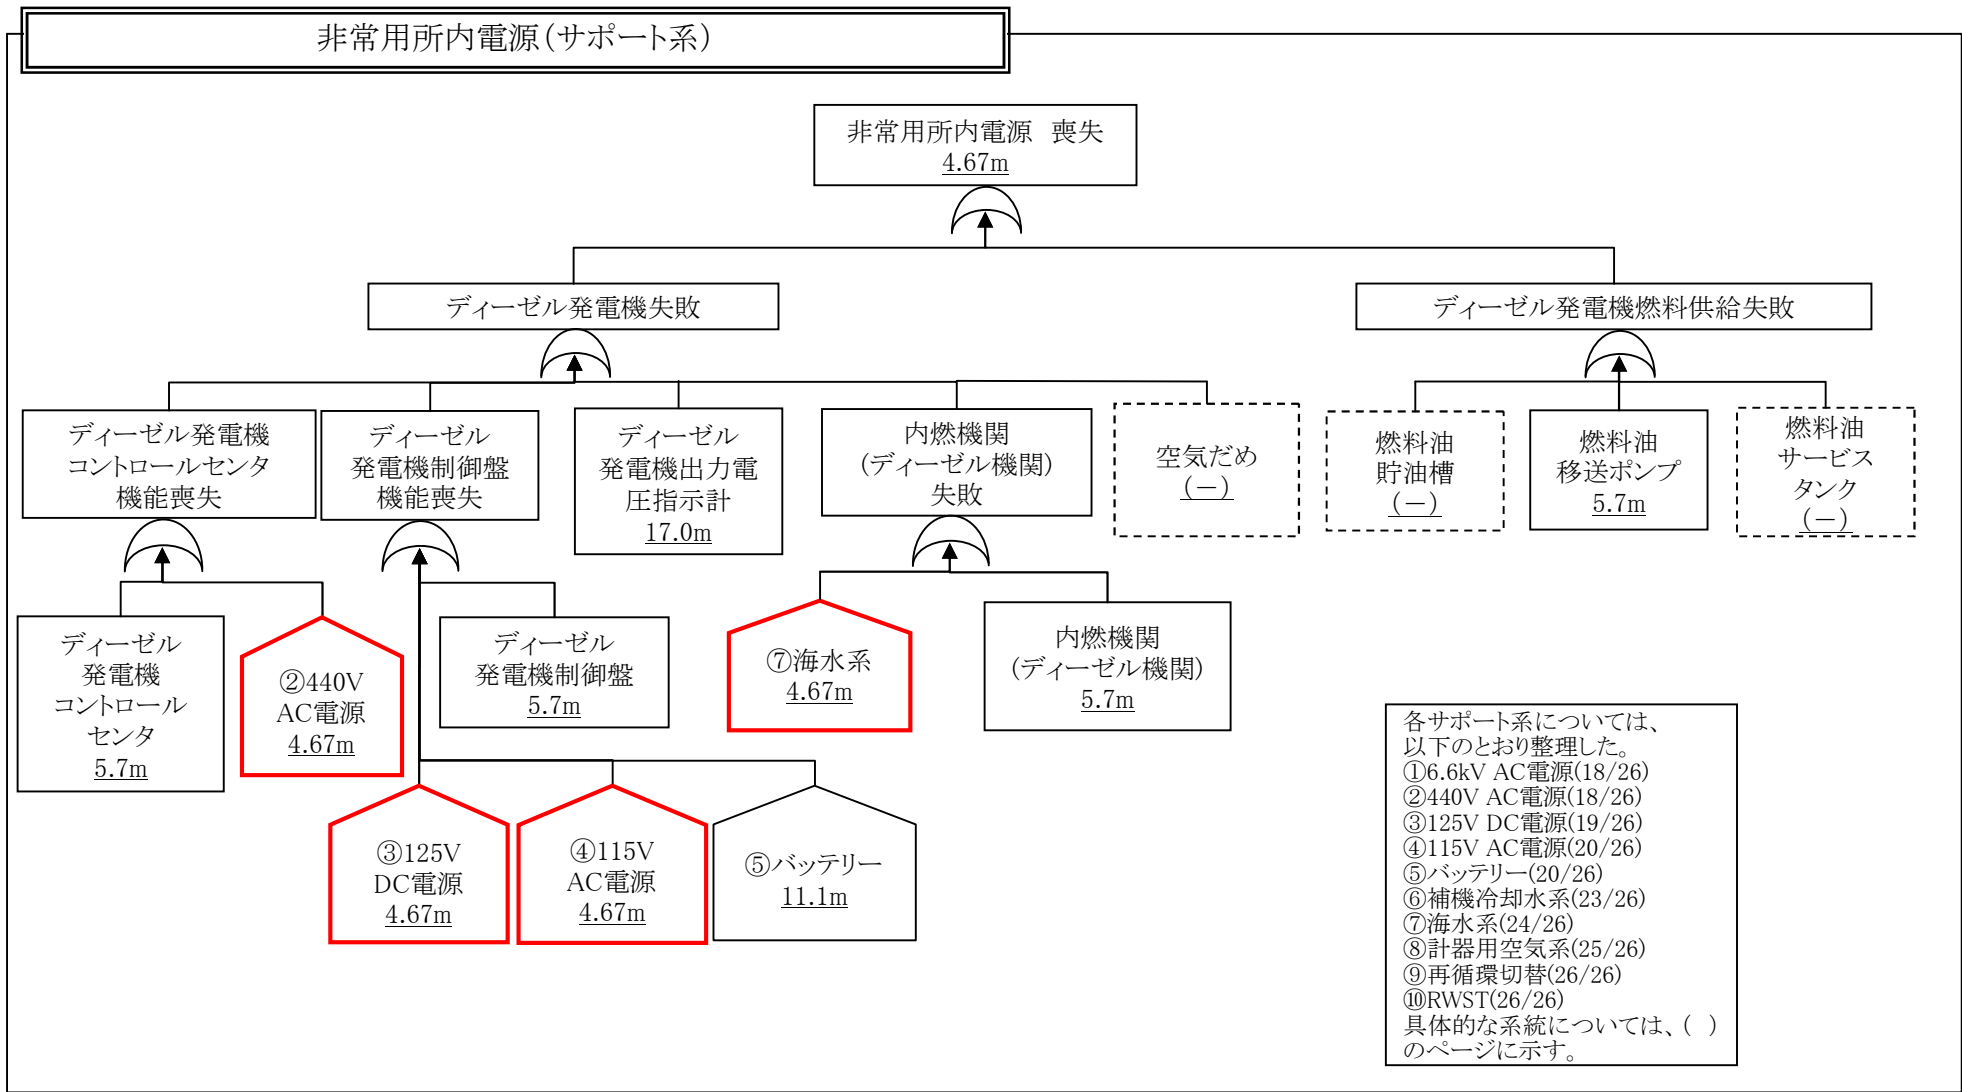 非常用所内電源（サポート系）
非常用所内電源　喪失
4.67m
ディーゼル発電機失敗
ディーゼル発電機燃料供給失敗
ディーゼル発電機
コントロールセンタ
機能喪失
ディーゼル
発電機制御盤
機能喪失
ディーゼル
発電機出力電
圧指示計
17.0m
内燃機関
(ディーゼル機関)
失敗
空気だめ
(－)
燃料油
貯油槽
(－)
燃料油
移送ポンプ
5.7m
燃料油
サービス
タンク
(－)
ディーゼル
発電機
コントロール
センタ
5.7m
②440V
AC電源
4.67m
ディーゼル
発電機制御盤
5.7m
⑦海水系
4.67m
内燃機関
(ディーゼル機関)
5.7m
③125V
DC電源
4.67m
④115V
AC電源
4.67m
⑤バッテリー
11.1m
各サポート系については、
以下のとおり整理した。
①6.6kV AC電源(18/26)
②440V AC電源(18/26)
③125V DC電源(19/26)
④115V AC電源(20/26)
⑤バッテリー(20/26)
⑥補機冷却水系(23/26)
⑦海水系(24/26)
⑧計器用空気系(25/26)
⑨再循環切替(26/26)
⑩RWST(26/26)
具体的な系統については、(　)
のページに示す。